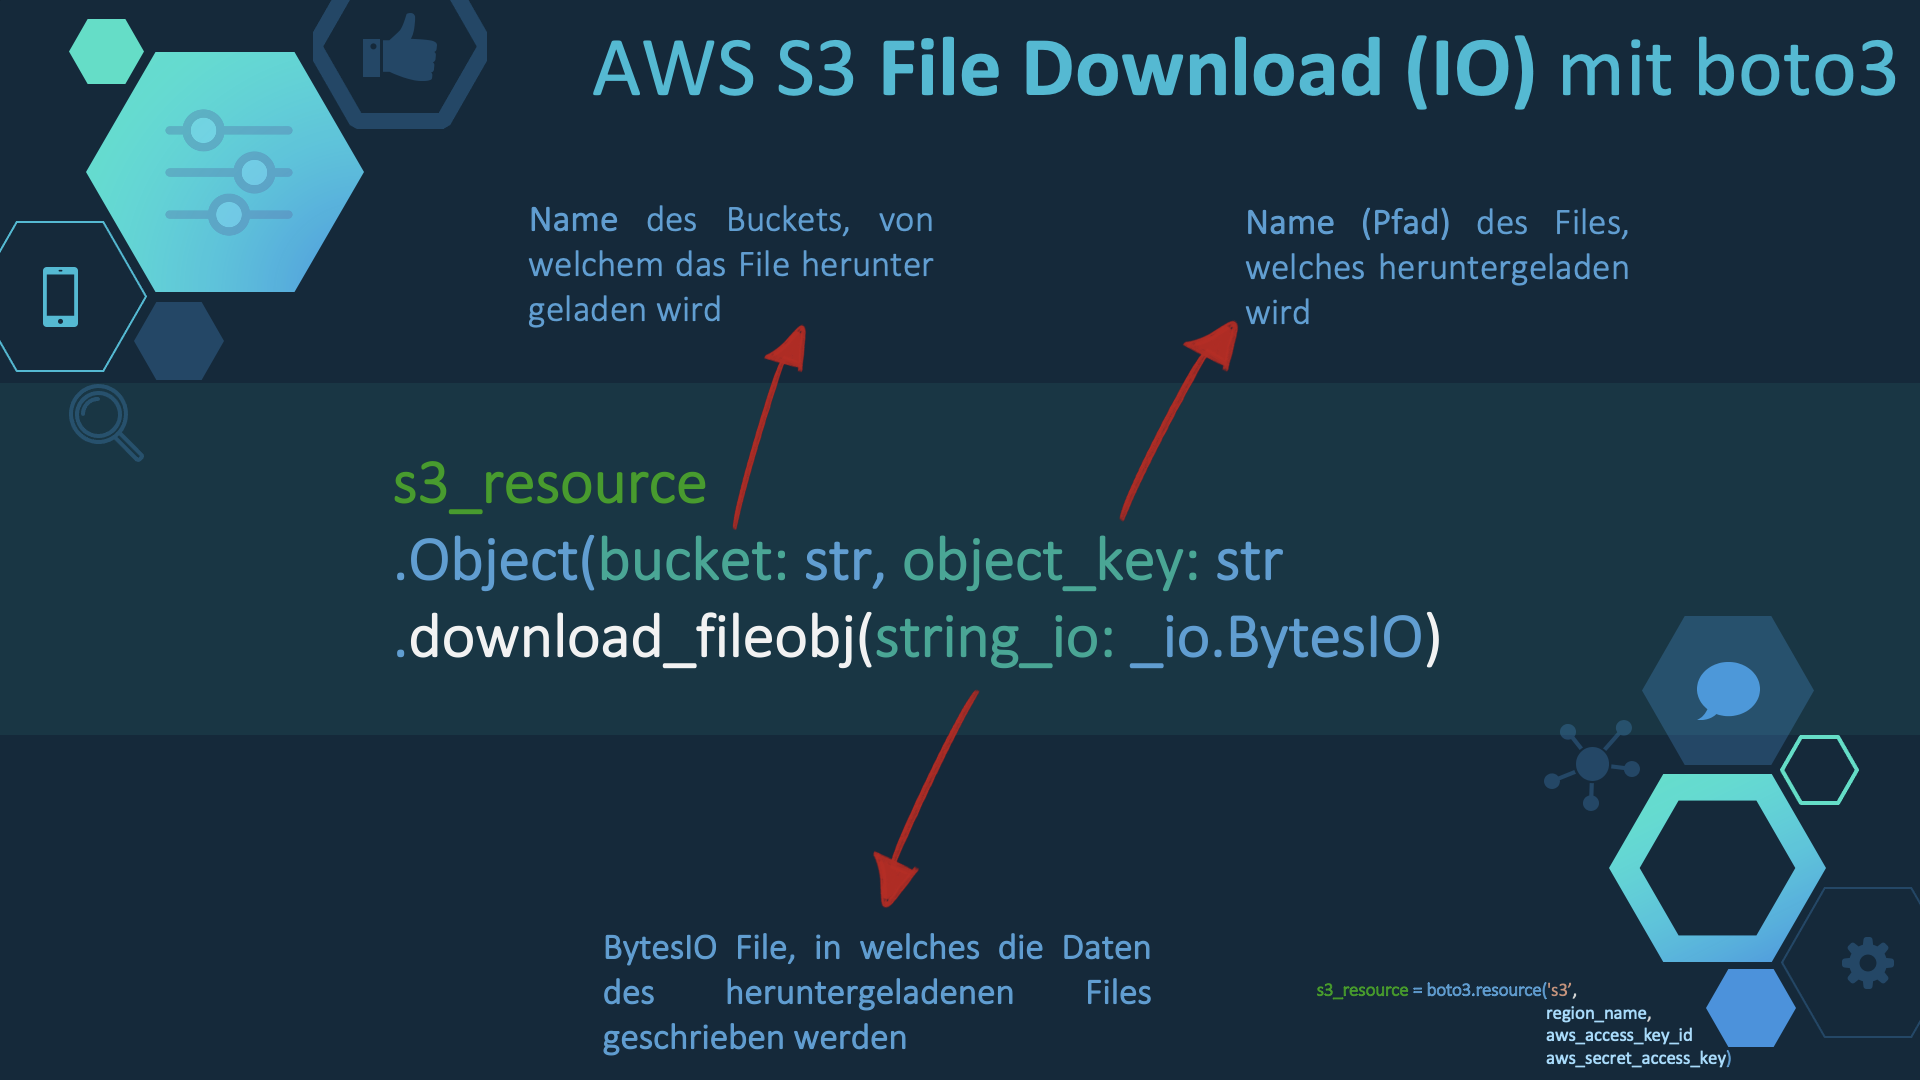 AWS S3 File Download (IO) mit boto3
Name des Buckets, von
welchem das File herunter
geladen wird
Name (Pfad) des Files,
welches heruntergeladen
wird
s3_resource
.Object(bucket: str, object_key: str
.download_fileobj(string_io: _io.BytesIO)
BytesIO File, in welches die Daten
des heruntergeladenen Files
geschrieben werden
s3_resource = boto3.resource('s3’,
region_name,
aws_access_key_id
aws_secret_access_key)